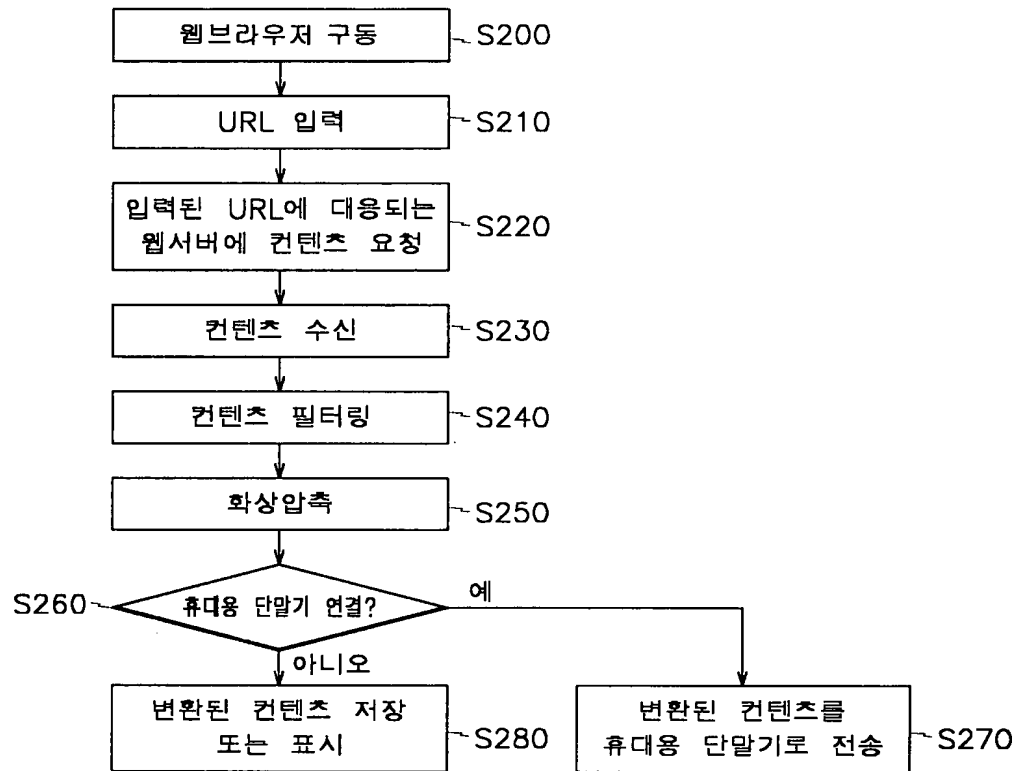 웹브라우저 구동
S200
URL 입력
S210
입력된 URL에 대용되는
웹서버에 컨텐츠 요청
S220
컨텐츠 수신
S230
컨텐츠 필터링
S240
화상압축
S250
S260
휴대용 단말기 연결?
예
아니오
변환된 컨텐츠 저장
또는 표시
S280
변환된 컨텐츠를
휴대용 단말기로 전송
S270